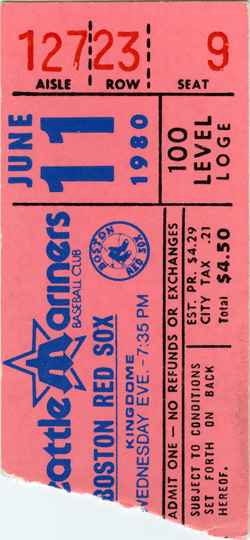 127 23 9
AISLE ROW SEAT
JUNE
11
1980
100
LEVEL
LOGE
eattle Mariners
BASEBALL CLUB
BOSTON
RED SOX
BOSTON RED SOX
KINGDOME
WEDNESDAY EVE. - 7:35 PM
ADMIT ONE — NO REFUNDS OR EXCHANGES
EST. PR. $4.29
CITY TAX .21
Total $4.50
SUBJECT TO CONDITIONS
SET FORTH ON BACK
HEREOF.